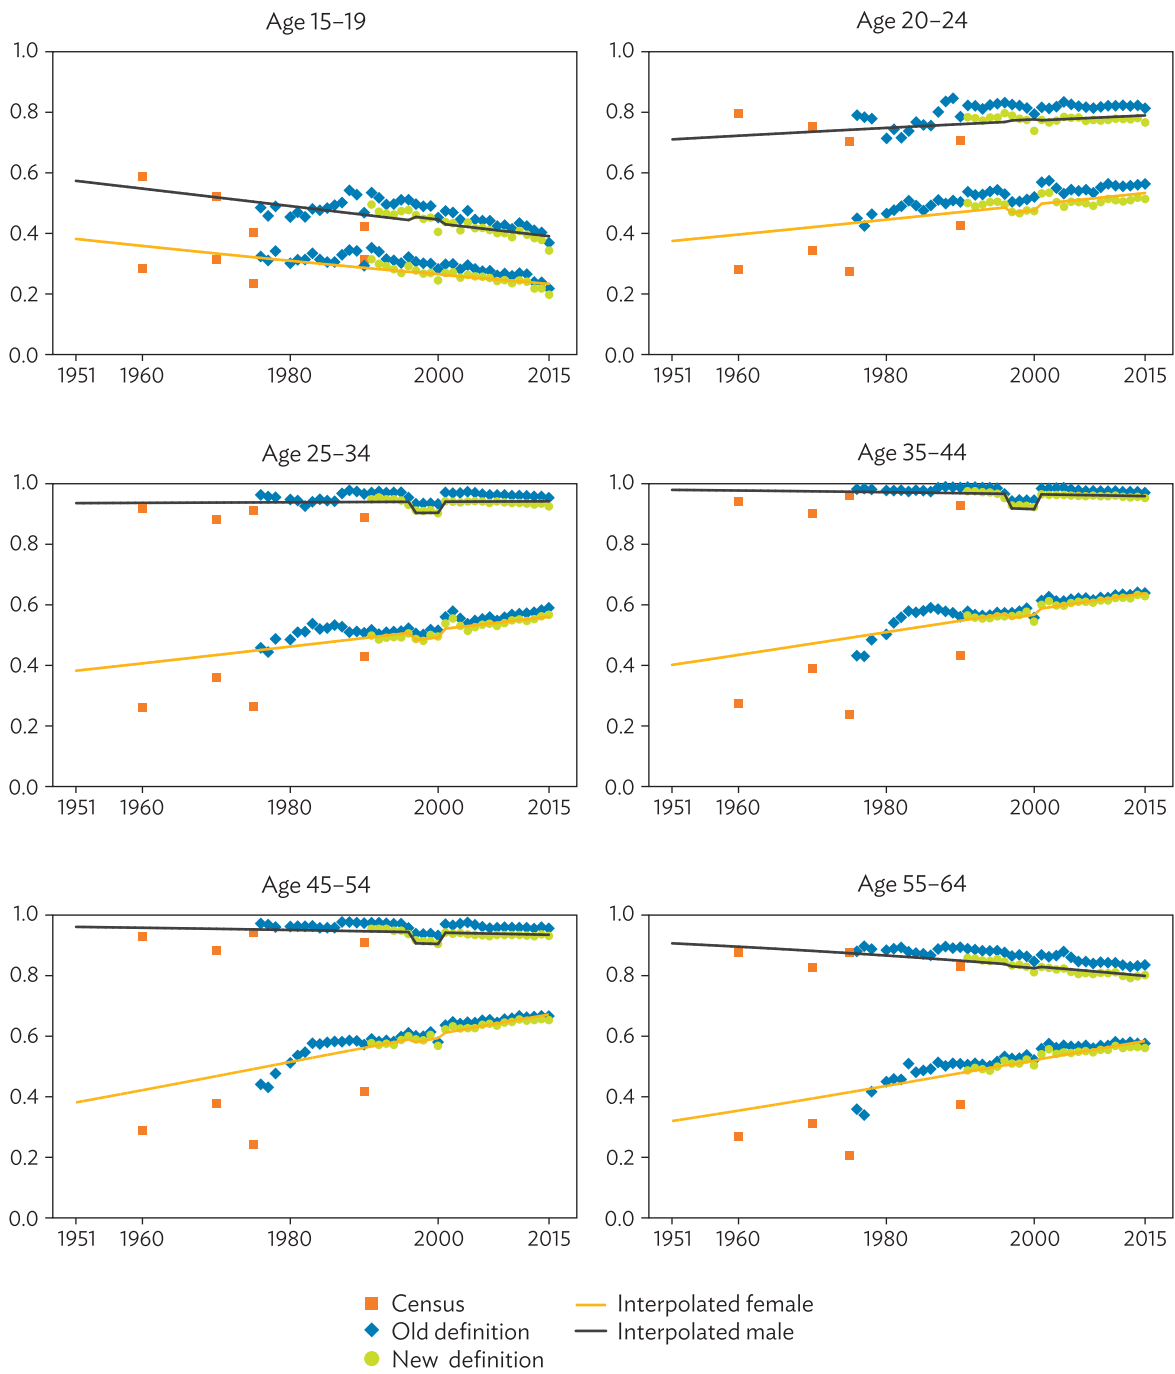 Age 15–19
1.0
0.8
0.6
0.4
0.2
0.0
1951 1960 1980 2000 2015
Age 20–24
1.0
0.8
0.6
0.4
0.2
0.0
1951 1960 1980 2000 2015
Age 25–34
1.0
0.8
0.6
0.4
0.2
0.0
1951 1960 1980 2000 2015
Age 35–44
1.0
0.8
0.6
0.4
0.2
0.0
1951 1960 1980 2000 2015
Age 45–54
1.0
0.8
0.6
0.4
0.2
0.0
1951 1960 1980 2000 2015
Age 55–64
1.0
0.8
0.6
0.4
0.2
0.0
1951 1960 1980 2000 2015
Census
Old definition
New definition
Interpolated female
Interpolated male